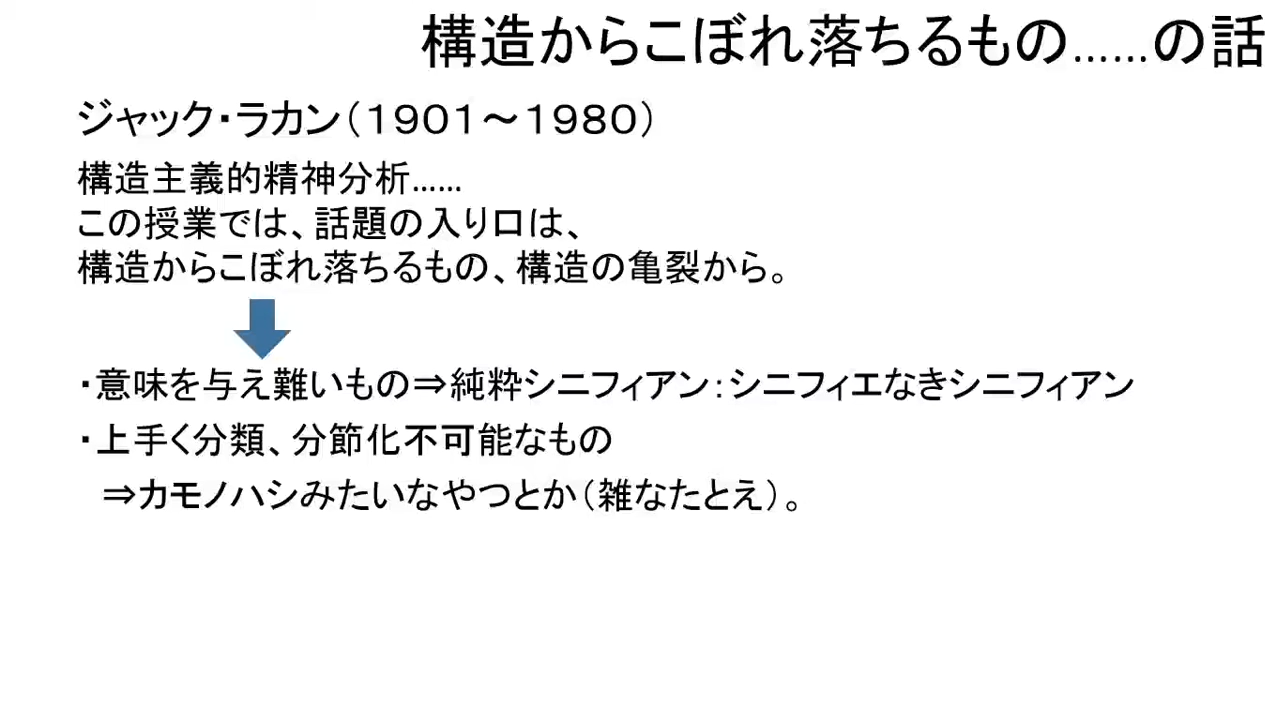 構造からこぼれ落ちるもの……の話
ジャック・ラカン（１９０１～１９８０）
構造主義的精神分析……
この授業では、話題の入り口は、
構造からこぼれ落ちるもの、構造の亀裂から。
・意味を与え難いもの⇒純粋シニフィアン：シニフィエなきシニフィアン
・上手く分類、分節化不可能なもの
⇒カモノハシみたいなやつとか（雑なたとえ）。